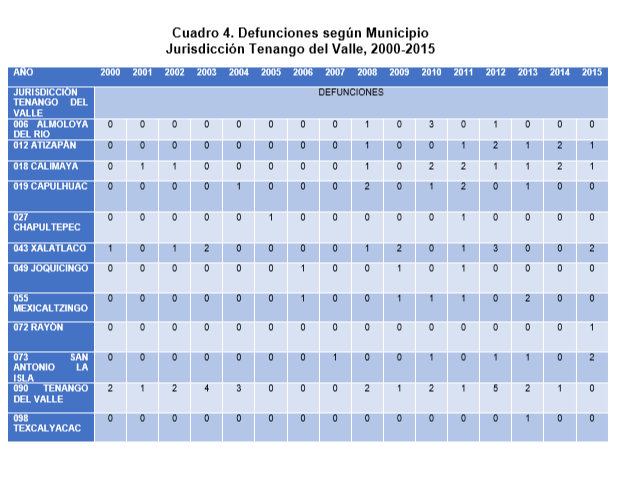 Cuadro 4. Defunciones según Municipio
Jurisdicción Tenango del Valle, 2000-2015
AÑO 2000 2001 2002 2003 2004 2005 2006 2007 2008 2009 2010 2011 2012 2013 2014 2015
JURISDICCIÓN
TENANGO DEL
VALLE
DEFUNCIONES
006 ALMOLOYA
DEL RIO
0 0 0 0 0 0 0 0 1 0 3 0 1 0 0 0
012 ATIZAPÁN 0 0 0 0 0 0 0 0 1 0 0 1 2 1 2 1
018 CALIMAYA 0 1 1 0 0 0 0 0 1 0 2 2 1 1 2 1
019 CAPULHUAC 0 0 0 0 1 0 0 0 2 0 1 2 0 1 0 0
027
CHAPULTEPEC
0 0 0 0 0 1 0 0 0 0 0 1 0 0 0 0
043 XALATLACO 1 0 1 2 0 0 0 0 1 2 0 1 3 0 0 2
049 JOQUICINGO 0 0 0 0 0 0 1 0 0 1 0 1 0 0 0 0
055
MEXICALTZINGO
0 0 0 0 0 0 1 0 0 1 1 1 0 2 0 0
072 RAYÓN 0 0 0 0 0 0 0 0 0 0 0 0 0 0 0 1
073 SAN
ANTONIO LA
ISLA
0 0 0 0 0 0 0 1 0 0 1 0 1 1 0 2
090 TENANGO
DEL VALLE
2 1 2 4 3 0 0 0 2 1 2 1 5 2 1 0
098
TEXCALYACAC
0 0 0 0 0 0 0 0 0 0 0 0 0 1 0 0